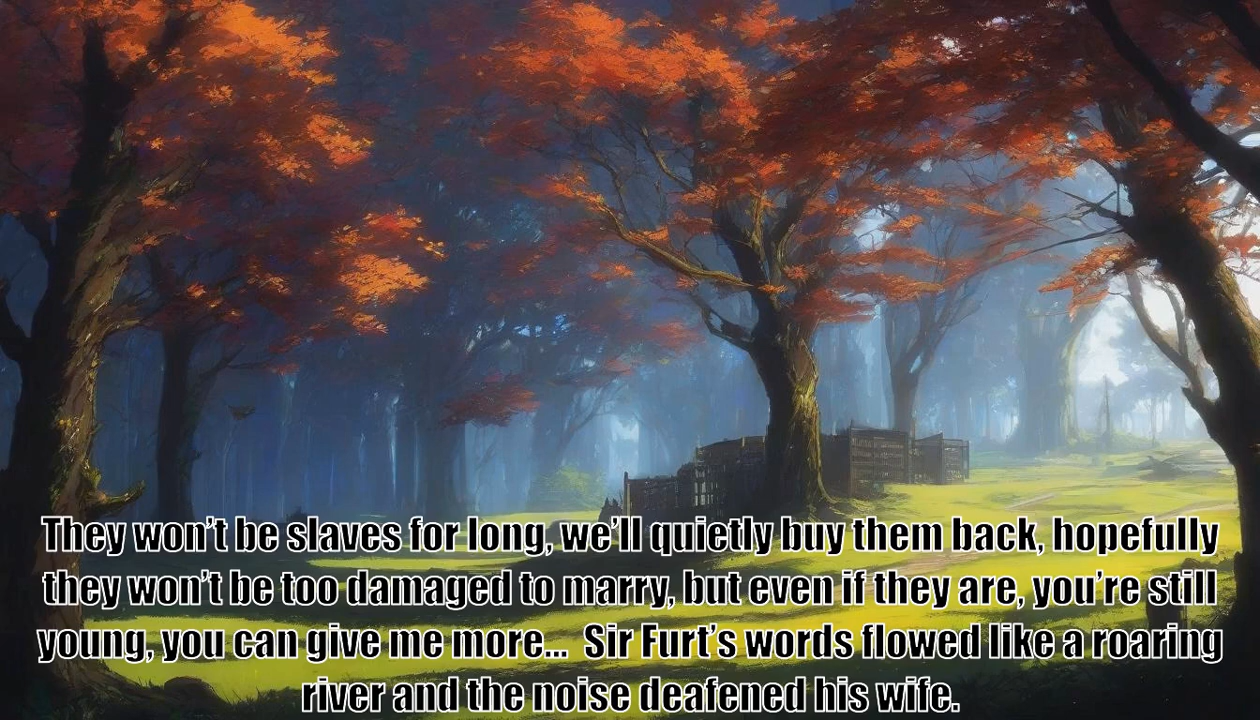 They won’t be slaves for long, we’ll quietly buy them back, hopefully
they won’t be too damaged to marry, but even if they are, you’re still
young, you can give me more...  Sir Furt’s words flowed like a roaring
river and the noise deafened his wife.